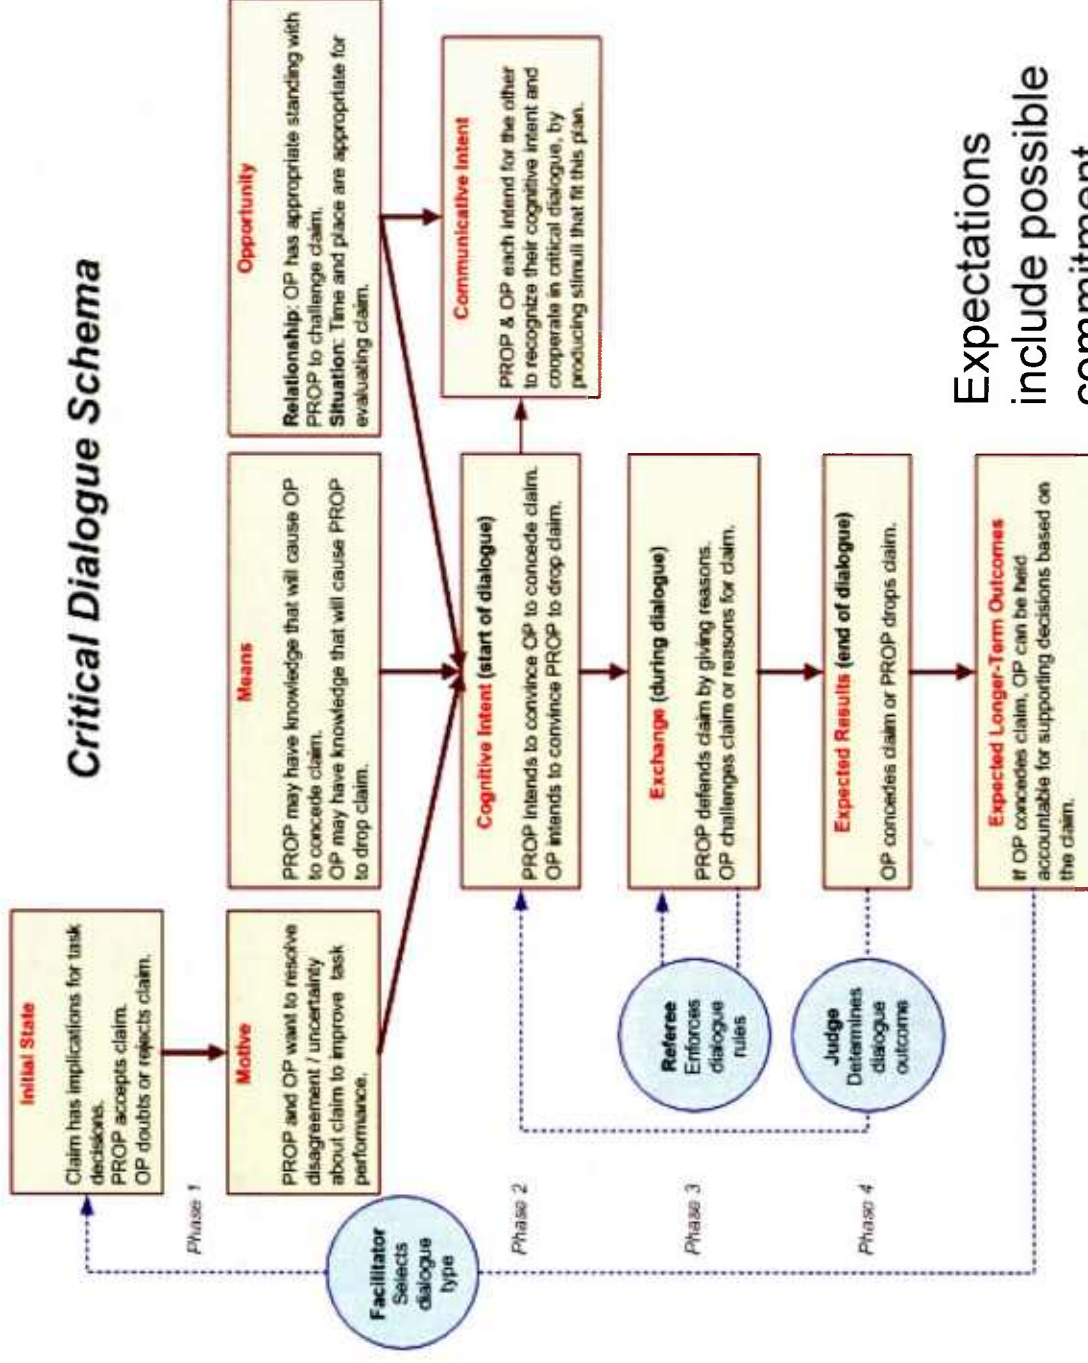 Critical Dialogue Schema
Initial State
Claim has implications for task
decisions.
PROP accepts claim.
OP doubts or rejects claim.
Phase 1
Motive
PROP and OP want to resolve
disagreement / uncertainty
about claim to improve task
performance.
Means
PROP may have knowledge that will cause OP
to concede claim.
OP may have knowledge that will cause PROP
to drop claim.
Opportunity
Relationship: OP has appropriate standing with
PROP to challenge claim.
Situation: Time and place are appropriate for
evaluating claim.
Facilitator
Selects
dialogue
type
Phase 2
Cognitive Intent (start of dialogue)
PROP intends to convince OP to concede claim.
OP intends to convince PROP to drop claim.
Communicative Intent
PROP & OP each intend for the other
to recognize their cognitive intent and
cooperate in critical dialogue, by
producing stimuli that fit this plan.
Phase 3
Referee
Enforces
dialogue
rules
Exchange (during dialogue)
PROP defends claim by giving reasons.
OP challenges claim or reasons for claim.
Phase 4
Judge
Determines
dialogue
outcome
Expected Results (end of dialogue)
OP concedes claim or PROP drops claim.
Expected Longer-Term Outcomes
If OP concedes claim, OP can be held
accountable for supporting decisions based on
the claim.
Expectations
include possible
commitment